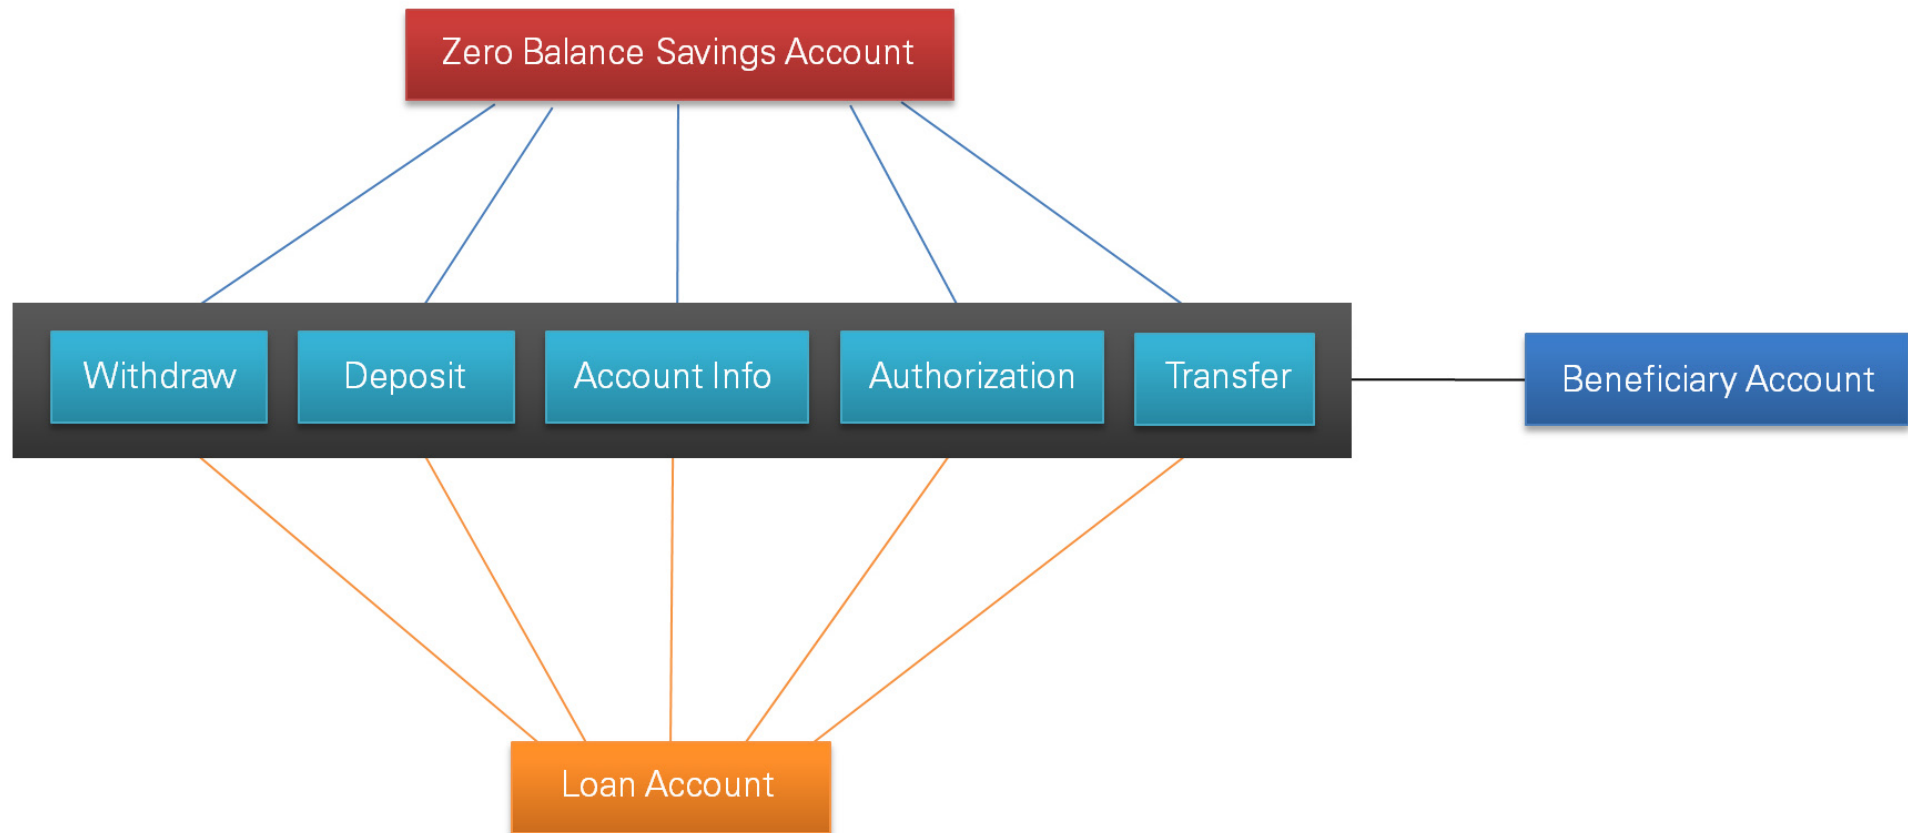 Zero Balance Savings Account
Withdraw
Deposit
Account Info
Authorization
Transfer
Beneficiary Account
Loan Account